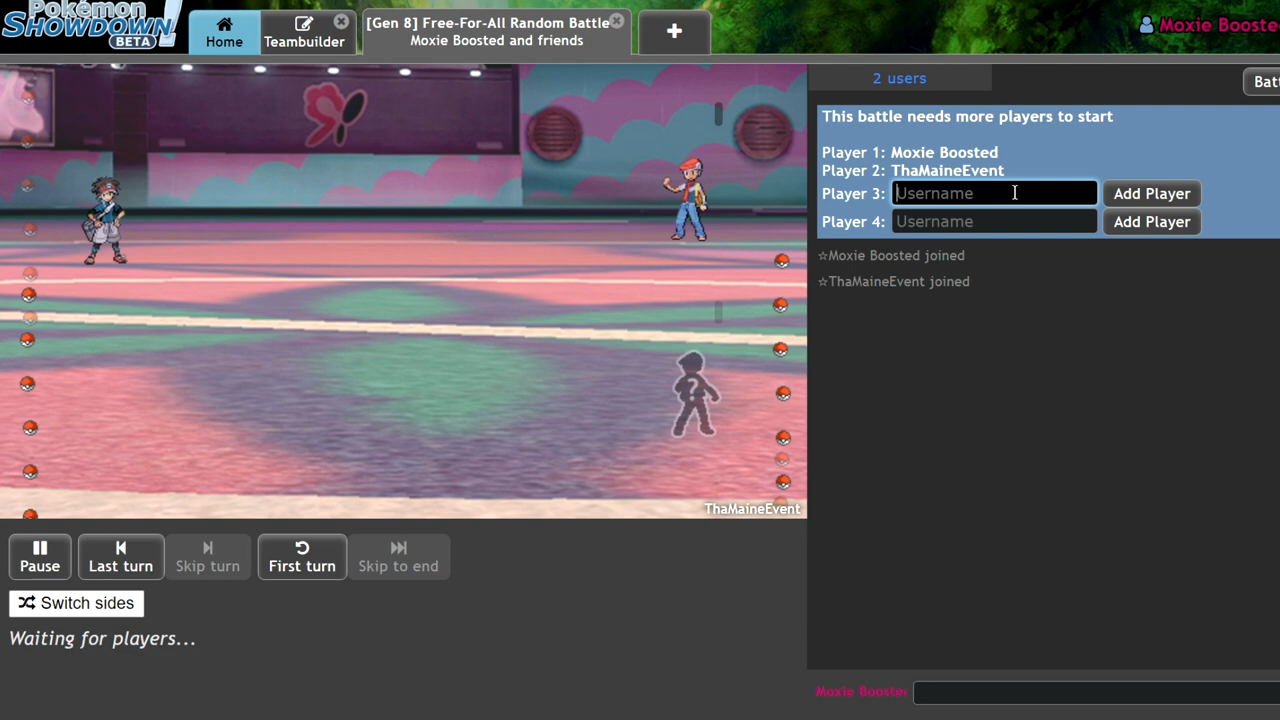 Pokémon
SHOWDOWN!
BETA
Home
Teambuilder
[Gen 8] Free-For-All Random Battle
Moxie Boosted and friends
Moxie Booste
2 users
Bat
This battle needs more players to start
Player 1: Moxie Boosted
Player 2: ThaMaineEvent
Player 3: Username Add Player
Player 4: Username Add Player
☆Moxie Boosted joined
☆ThaMaineEvent joined
?
ThaMaineEvent
Pause
Last turn
Skip turn
First turn
Skip to end
Switch sides
Waiting for players...
Moxie Booster